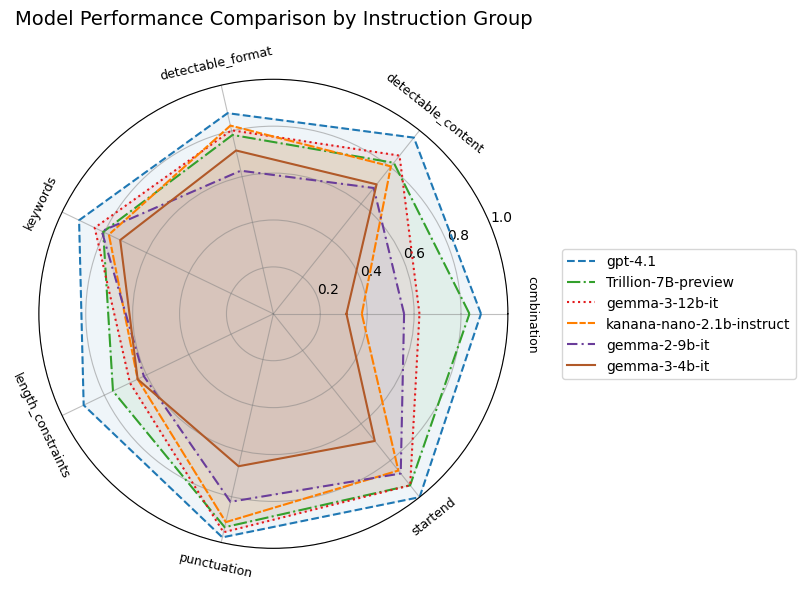 Model Performance Comparison by Instruction Group
detectable_format
detectable_content
keywords
1.0
0.8
0.6
0.4
0.2
combination
length_constraints
punctuation
startend
gpt-4.1
Trillion-7B-preview
gemma-3-12b-it
kanana-nano-2.1b-instruct
gemma-2-9b-it
gemma-3-4b-it